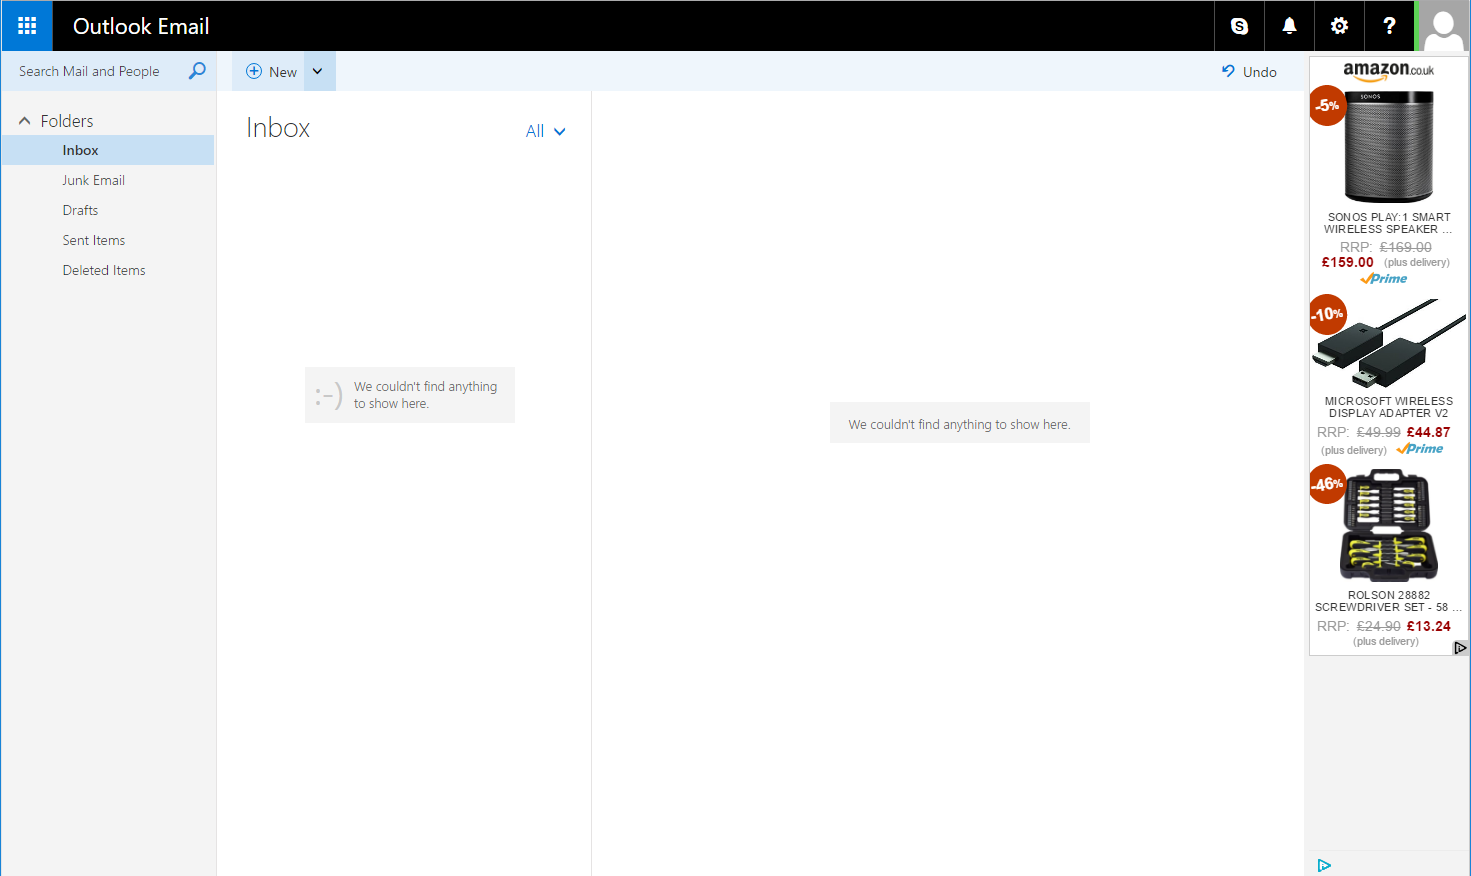 Outlook Email
Search Mail and People
New
Undo
Folders
Inbox
Junk Email
Drafts
Sent Items
Deleted Items
Inbox
All
:-)
We couldn't find anything
to show here.
We couldn't find anything to show here.
amazon.co.uk
-5%
SONOS
SONOS PLAY:1 SMART
WIRELESS SPEAKER ...
RRP: £169.00
£159.00 (plus delivery)
Prime
-10%
MICROSOFT WIRELESS
DISPLAY ADAPTER V2
RRP: £49.99 £44.87
(plus delivery) Prime
-46%
ROLSON 28882
SCREWDRIVER SET - 58 ...
RRP: £24.90 £13.24
(plus delivery)